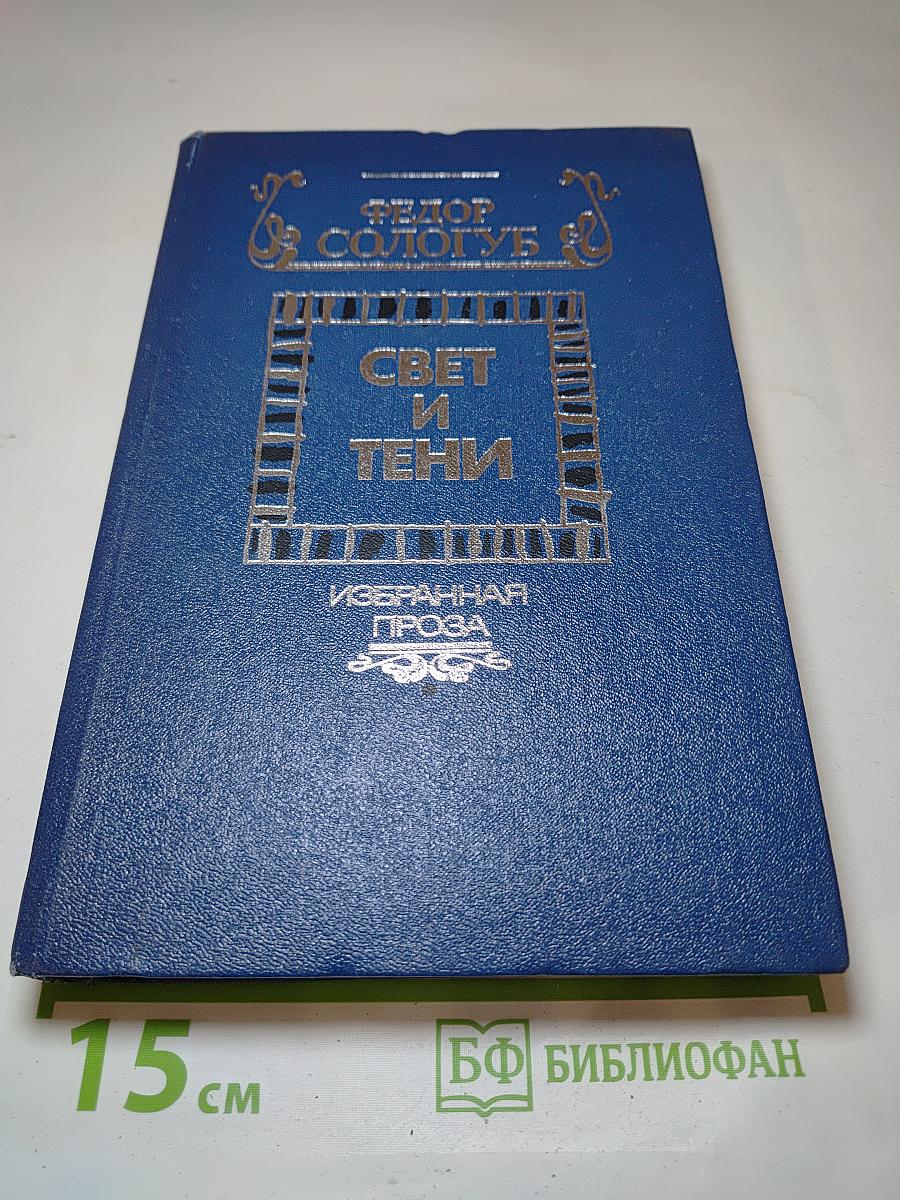 ФЕДОР
СОЛОГУБ
СВЕТ
И
ТЕНИ
ИЗБРАННАЯ
ПРОЗА
15 см
БФ БИБЛИОФАН